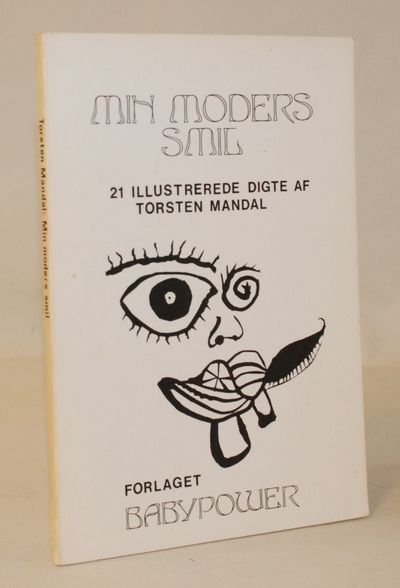 Torsten Mandal: Min moders smil
MIN MODERS
SMIL
21 ILLUSTREREDE DIGTE AF
TORSTEN MANDAL
FORLAGET
BABYPOWER